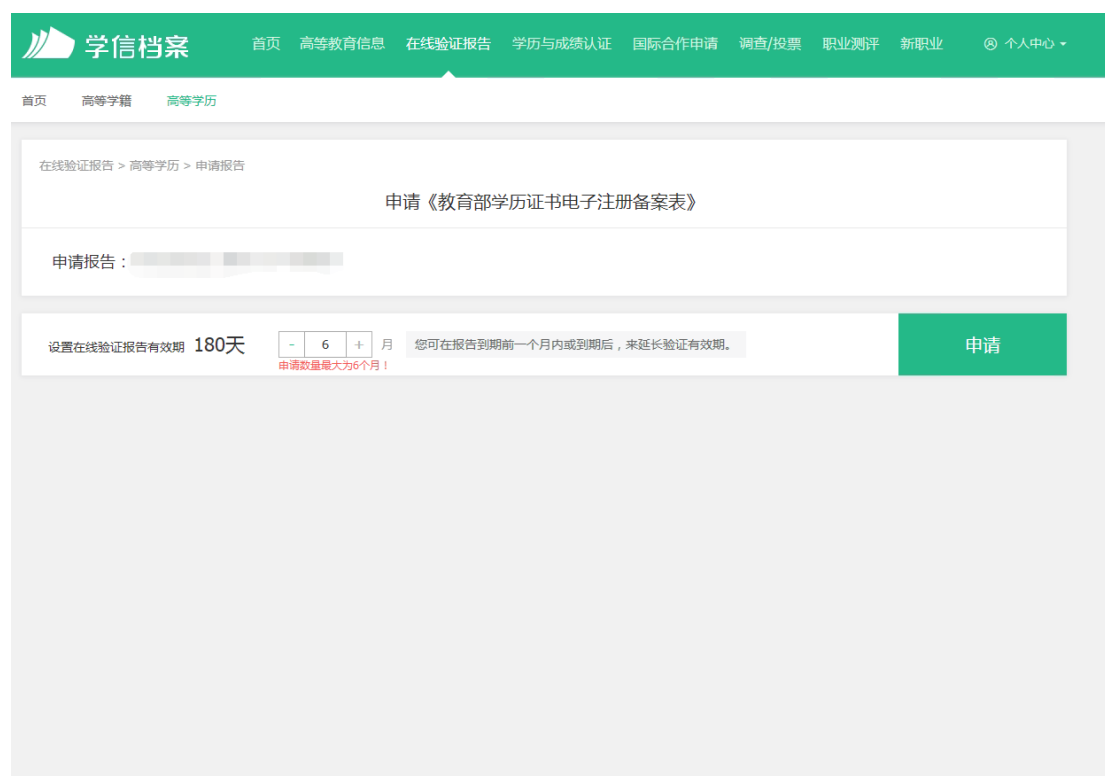 学信档案 首页 高等教育信息 在线验证报告 学历与成绩认证 国际合作申请 调查/投票 职业测评 新职业 个人中心
首页 高等学籍 高等学历
在线验证报告 > 高等学历 > 申请报告
申请《教育部学历证书电子注册备案表》
申请报告：
设置在线验证报告有效期 180天 - 6 + 月 您可在报告到期前一个月内或到期后，来延长验证有效期。 申请
申请数量最大为6个月！